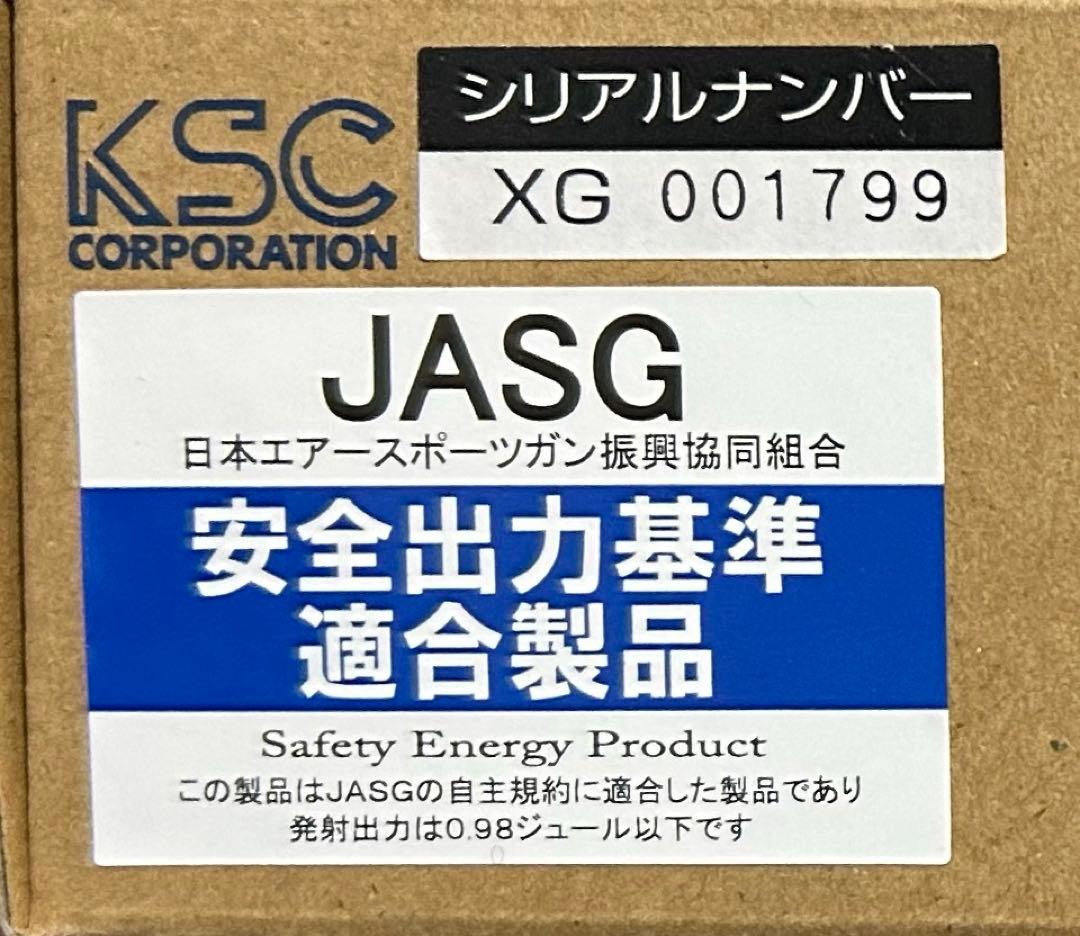 KSC
CORPORATION
シリアルナンバー
XG 001799
JASG
日本エアースポーツガン振興協同組合
安全出力基準
適合製品
Safety Energy Product
この製品はJASGの自主規約に適合した製品であり
発射出力は0.98ジュール以下です